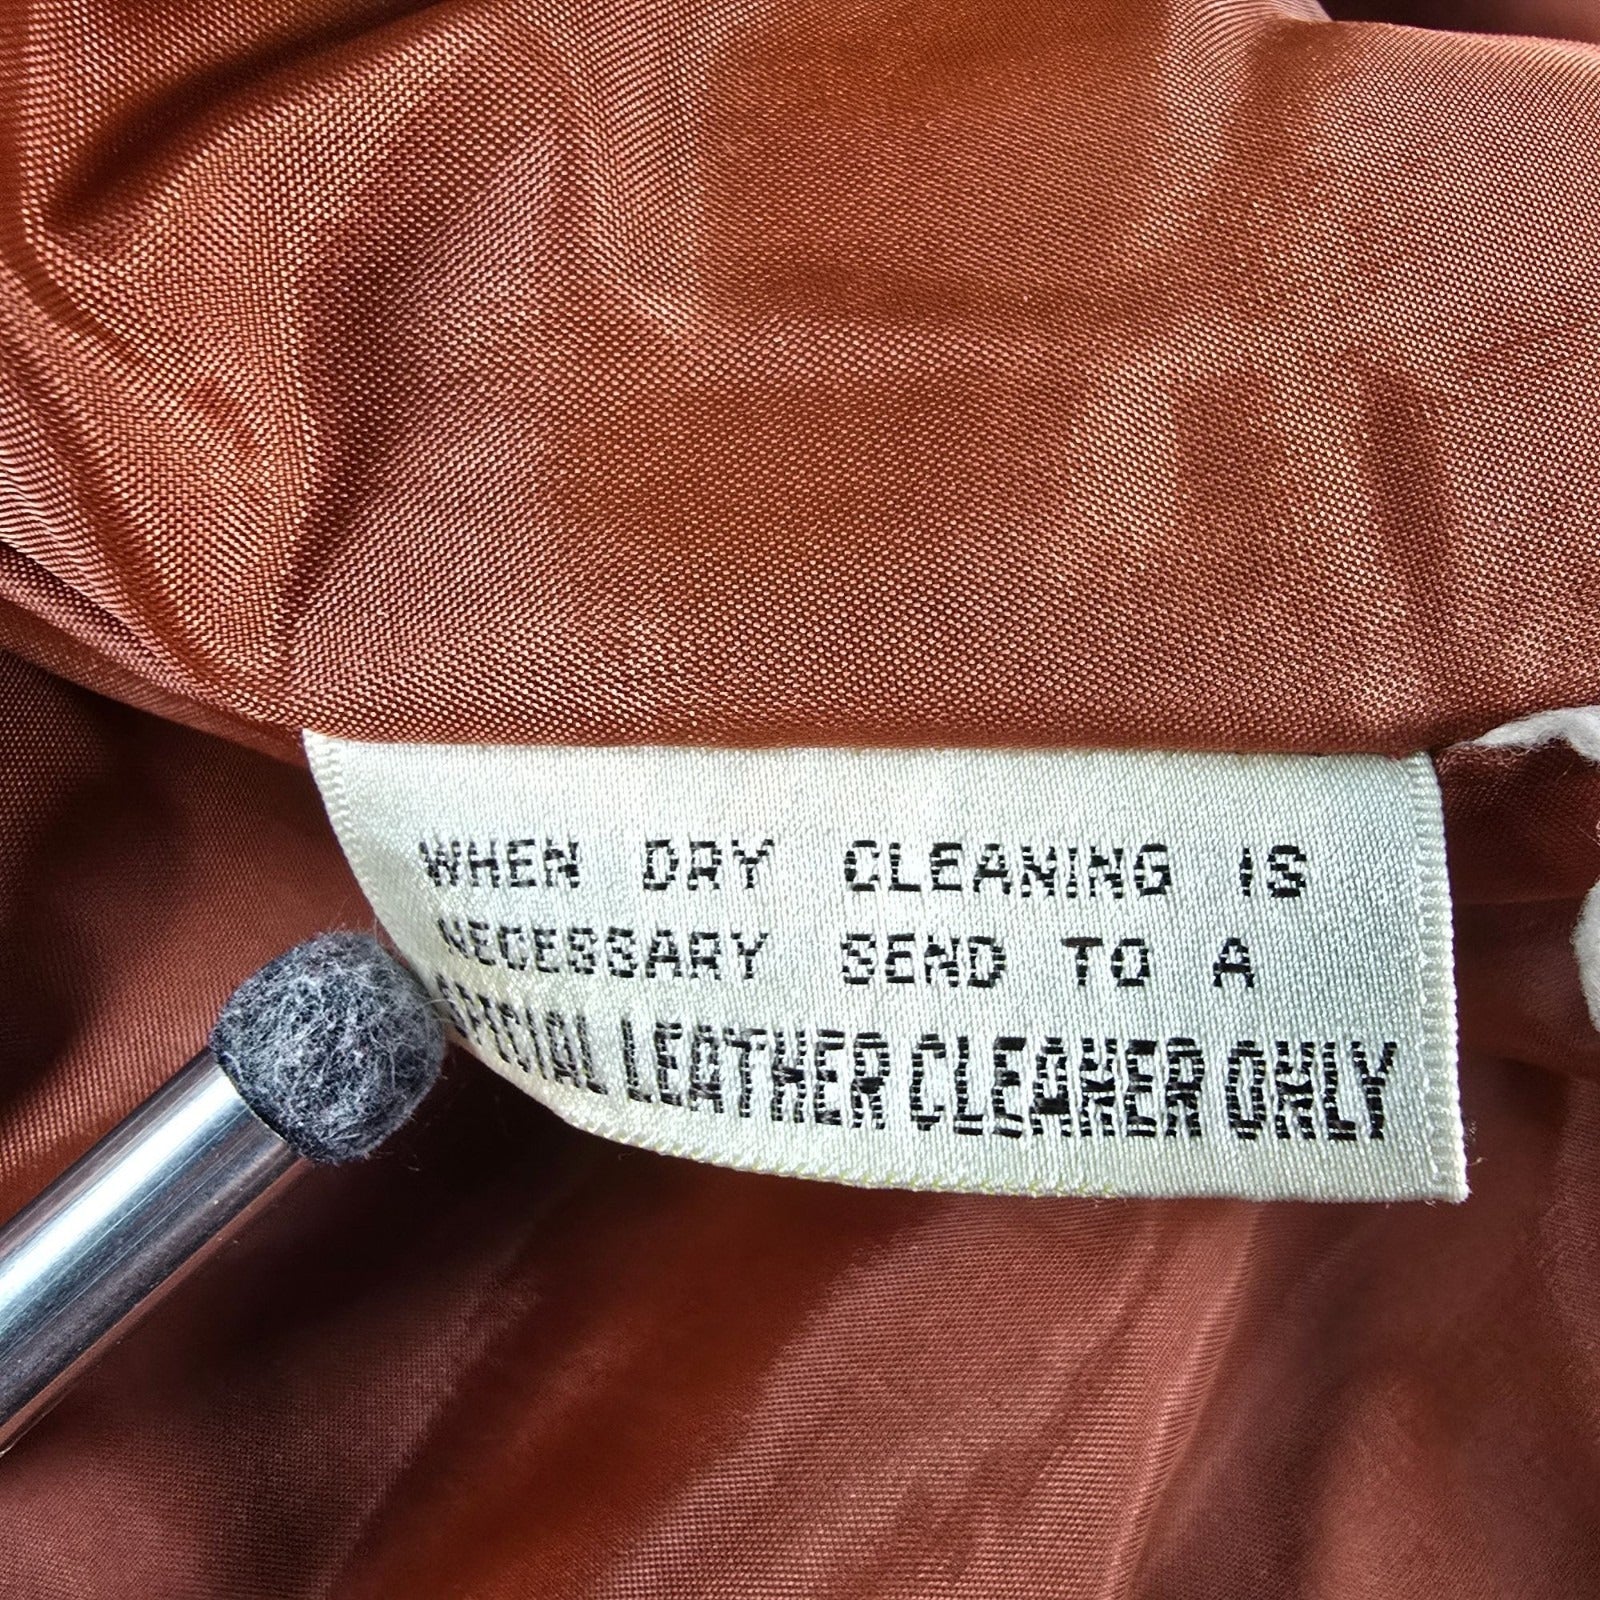 WHEN DRY CLEANING IS
NECESSARY SEND TO A
SPECIAL LEATHER CLEANER ONLY